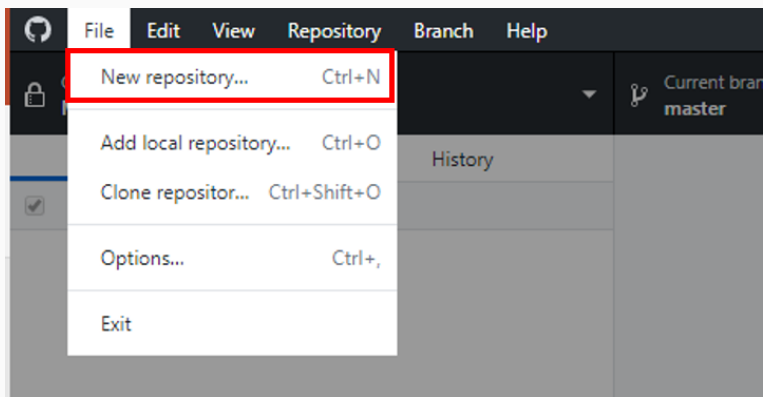 File Edit View Repository Branch Help
New repository... Ctrl+N
Current bran
master
Add local repository... Ctrl+O
History
Clone repositor... Ctrl+Shift+O
Options... Ctrl+,
Exit